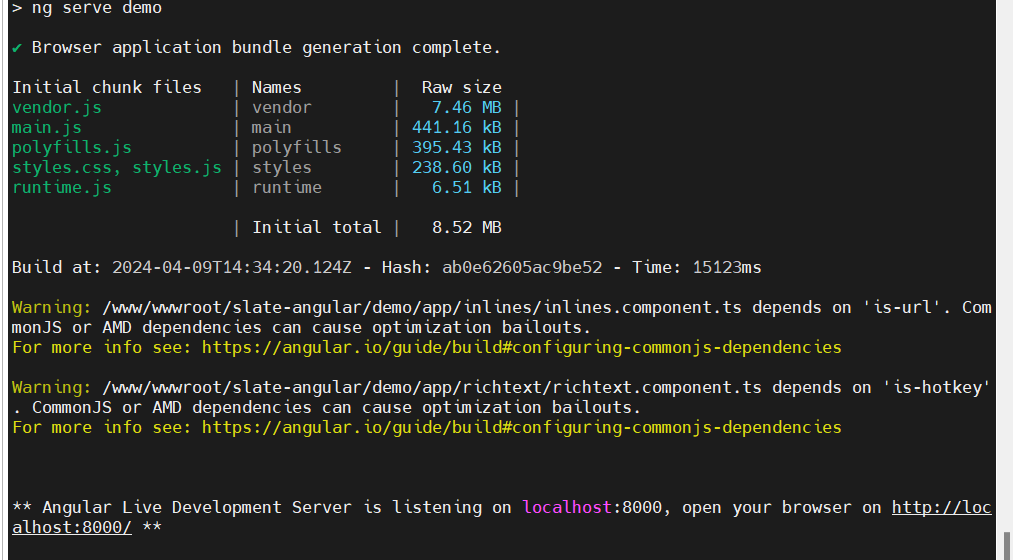 > ng serve demo
✔ Browser application bundle generation complete.
Initial chunk files | Names | Raw size
vendor.js | vendor | 7.46 MB |
main.js | main | 441.16 kB |
polyfills.js | polyfills | 395.43 kB |
styles.css, styles.js | styles | 238.60 kB |
runtime.js | runtime | 6.51 kB |
| Initial total | 8.52 MB
Build at: 2024-04-09T14:34:20.124Z - Hash: ab0e62605ac9be52 - Time: 15123ms
Warning: /www/wwwroot/slate-angular/demo/app/inlines/inlines.component.ts depends on 'is-url'. Com
monJS or AMD dependencies can cause optimization bailouts.
For more info see: https://angular.io/guide/build#configuring-commonjs-dependencies
Warning: /www/wwwroot/slate-angular/demo/app/richtext/richtext.component.ts depends on 'is-hotkey'
. CommonJS or AMD dependencies can cause optimization bailouts.
For more info see: https://angular.io/guide/build#configuring-commonjs-dependencies
** Angular Live Development Server is listening on localhost:8000, open your browser on http://loc
alhost:8000/ **